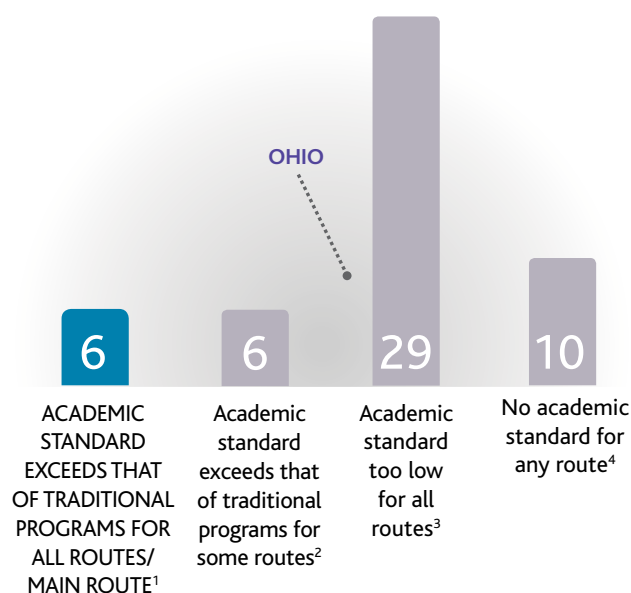 OHIO
6
6
29
10
ACADEMIC
STANDARD
EXCEEDS THAT
OF TRADITIONAL
PROGRAMS FOR
ALL ROUTES/
MAIN ROUTE¹
Academic
standard
exceeds that
of traditional
programs for
some routes²
Academic
standard
too low
for all
routes³
No academic
standard for
any route⁴